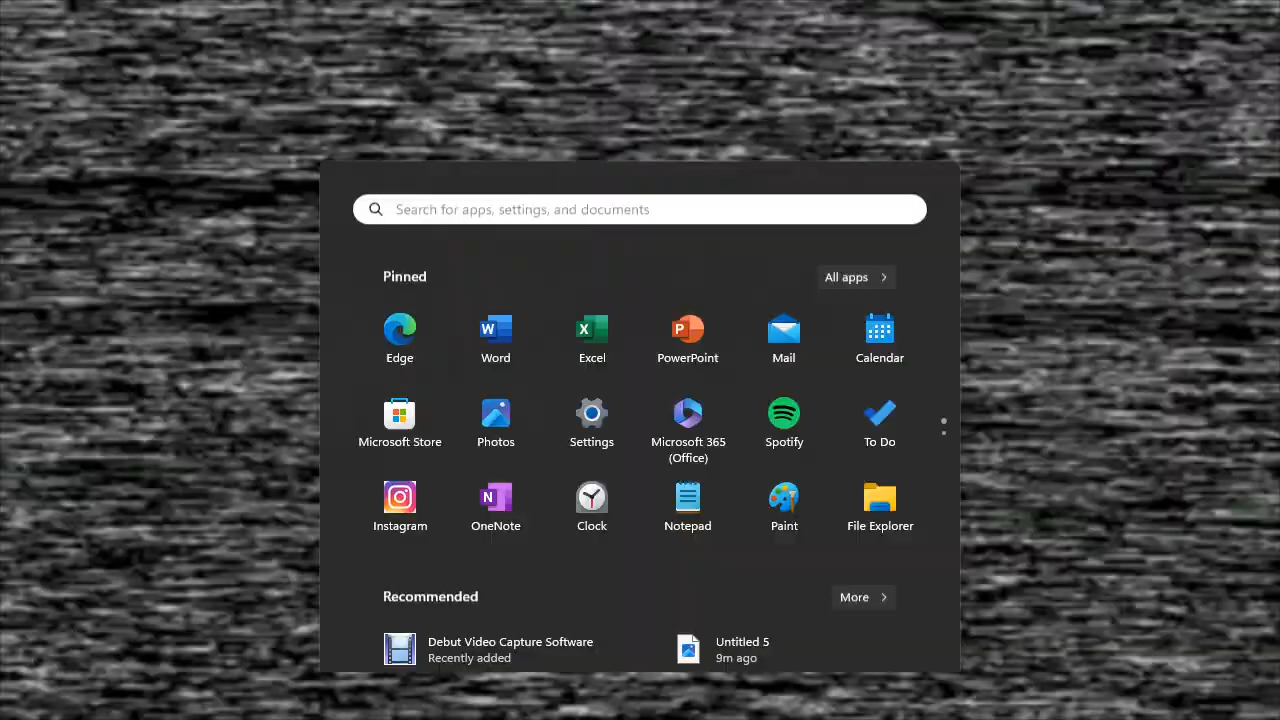 Search for apps, settings, and documents
Pinned
All apps
Edge
Word
Excel
PowerPoint
Mail
Calendar
Microsoft Store
Photos
Settings
Microsoft 365
(Office)
Spotify
To Do
Instagram
OneNote
Clock
Notepad
Paint
File Explorer
Recommended
More
Debut Video Capture Software
Recently added
Untitled 5
9m ago